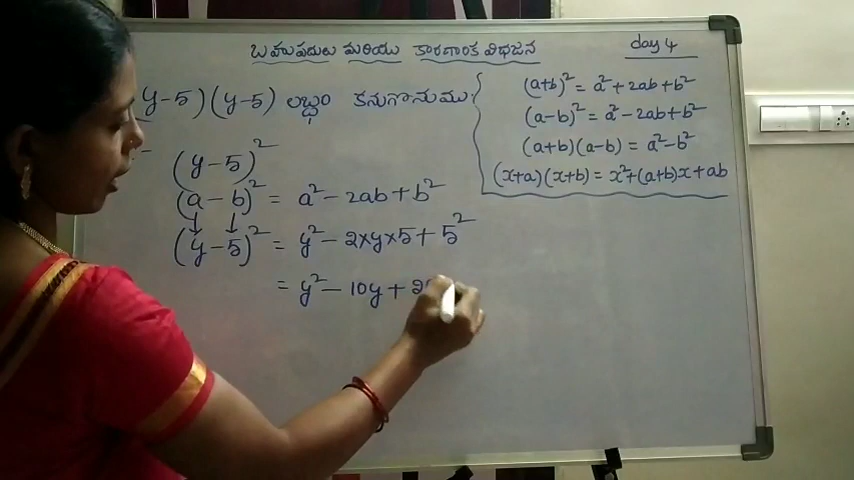 బహుపదులు మరియు కారణాంక విభజన
day 4
(y-5)(y-5) లబ్ధం కనుగొనుము.
(y-5)²
(a-b)² = a²-2ab+b²
(y-5)² = y²-2×y×5+5²
= y²-10y+2
(a+b)² = a²+2ab+b²
(a-b)² = a²-2ab+b²
(a+b)(a-b) = a²-b²
(x+a)(x+b) = x²+(a+b)x+ab